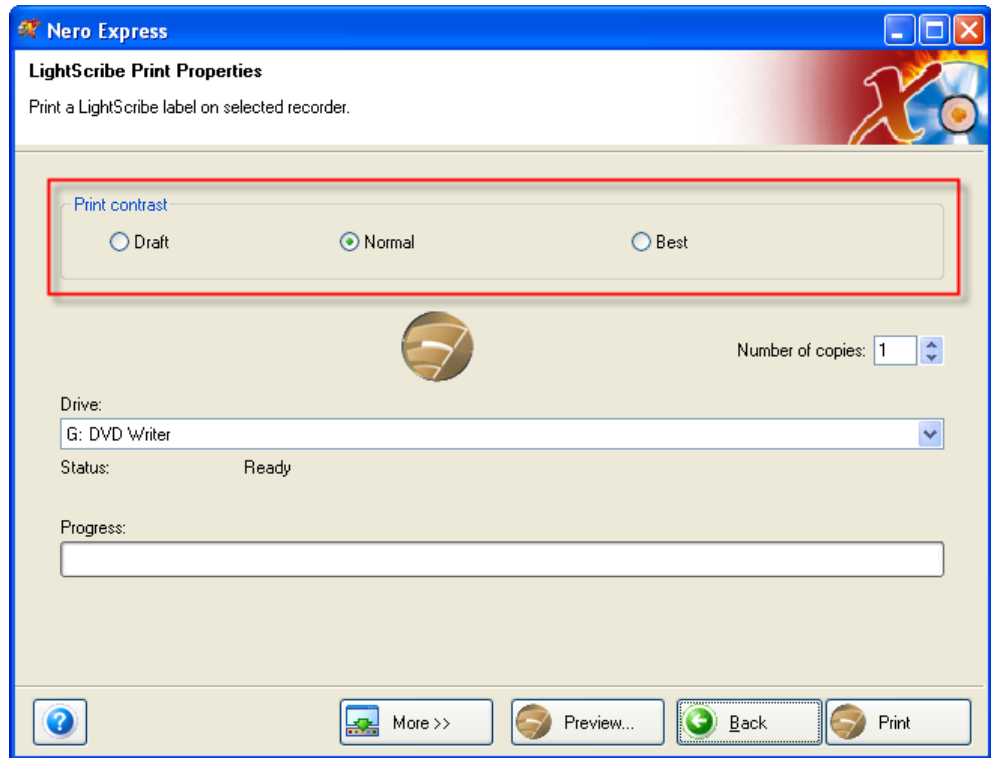 Nero Express
LightScribe Print Properties
Print a LightScribe label on selected recorder.
Print contrast
Draft Normal Best
Number of copies: 1
Drive:
G: DVD Writer
Status: Ready
Progress:
More >> Preview... Back Print